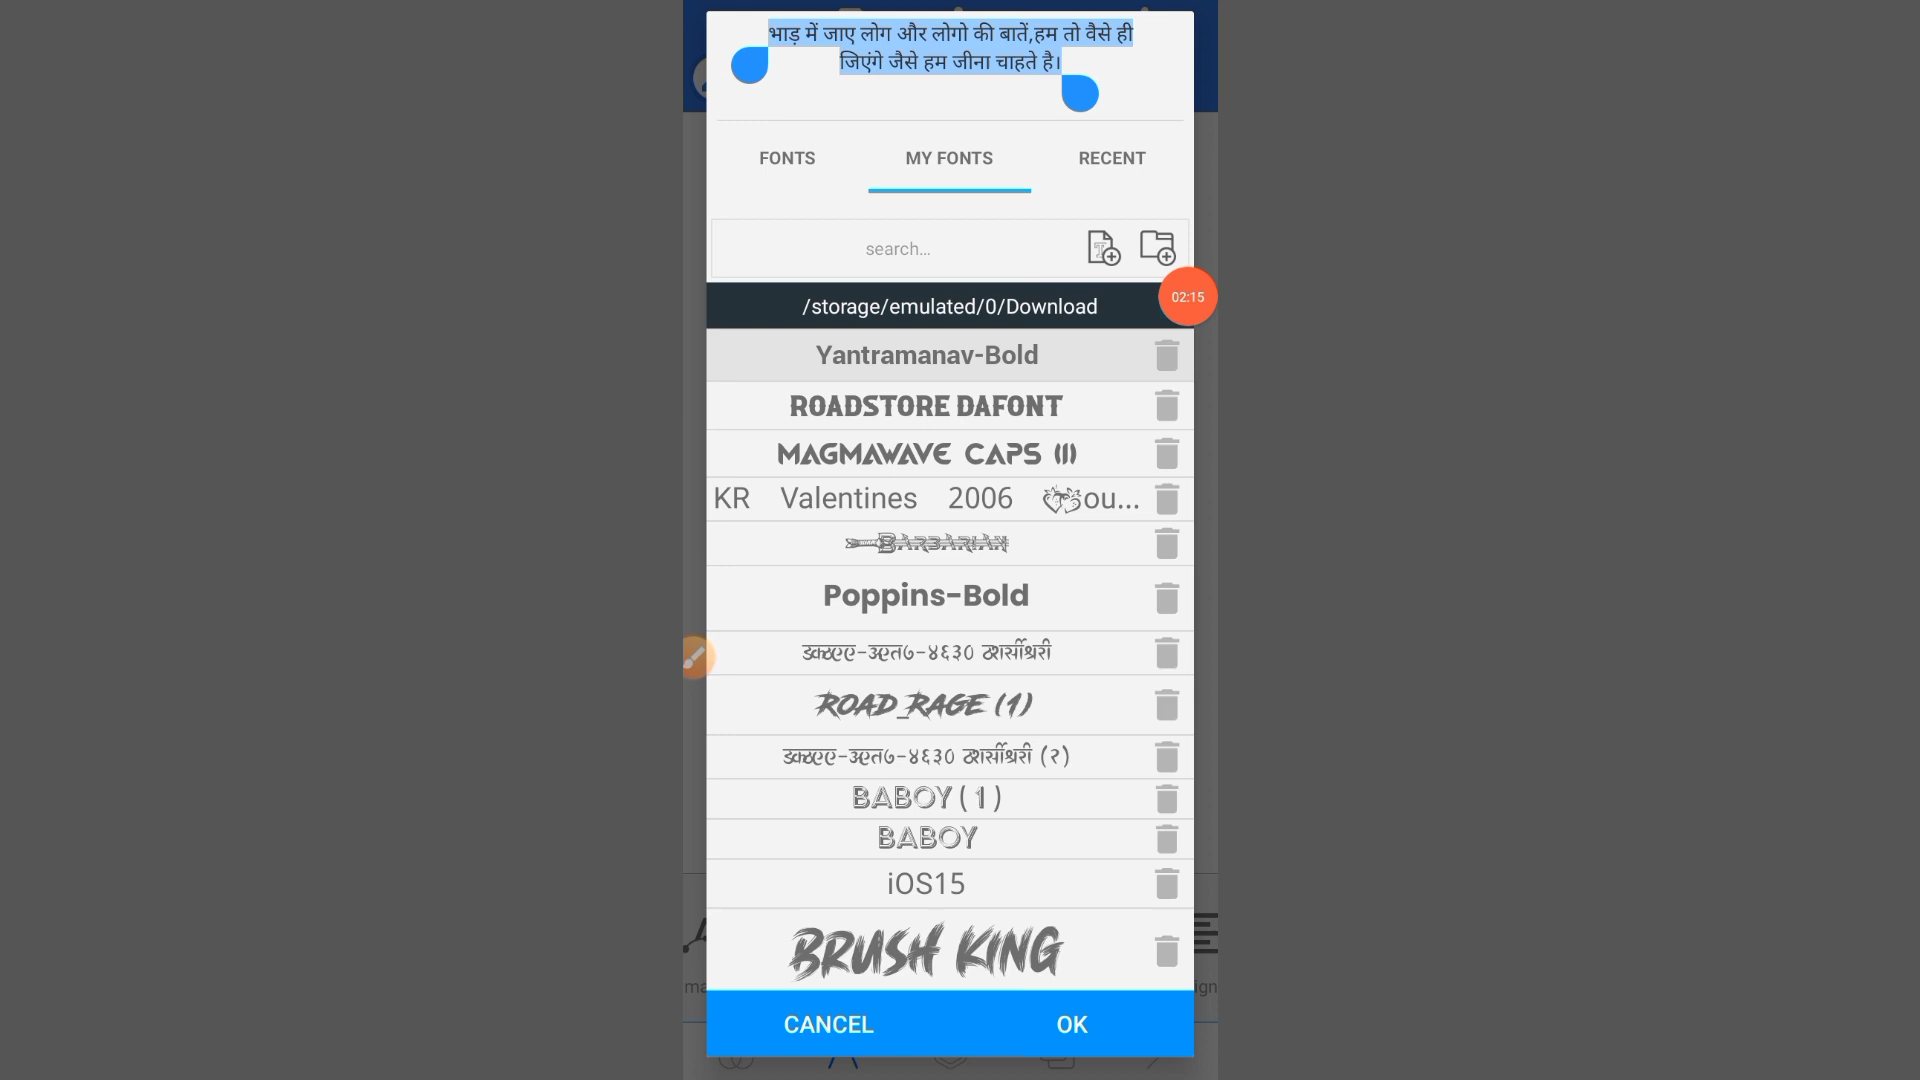 भाड़ में जाए लोग और लोगो की बातें,हम तो वैसे ही
जिएंगे जैसे हम जीना चाहते है।
FONTS MY FONTS RECENT
search...
/storage/emulated/0/Download
02:15
Yantramanav-Bold
ROADSTORE DAFONT
MAGMAWAVE CAPS (1)
KR Valentines 2006 ou...
BARBARIAN
Poppins-Bold
ROAD_RAGE (1)
BABOY (1)
BABOY
iOS15
BRUSH KING
CANCEL OK